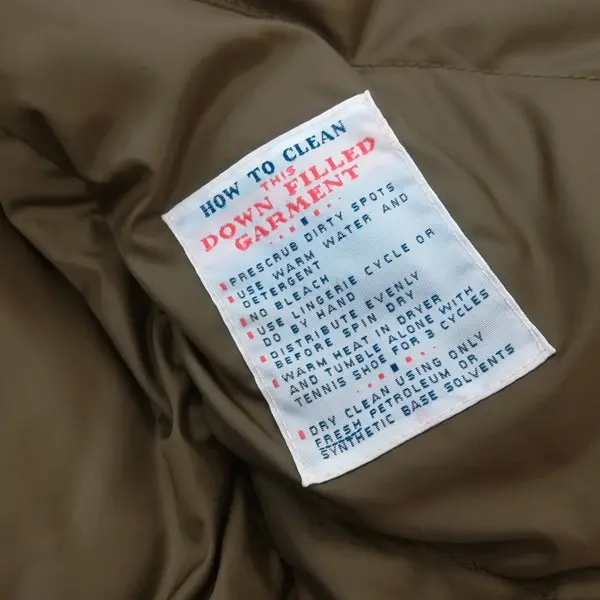 HOW TO CLEAN
THIS
DOWN FILLED
GARMENT
PRESCRUB DIRTY SPOTS
USE WARM WATER AND
DETERGENT
NO BLEACH
USE LINGERIE CYCLE OR
DO BY HAND
DISTRIBUTE EVENLY
BEFORE SPIN DRY
WARM HEAT IN DRYER
AND TUMBLE ALONE WITH
TENNIS SHOE FOR 3 CYCLES
DRY CLEAN USING ONLY
FRESH PETROLEUM OR
SYNTHETIC BASE SOLVENTS